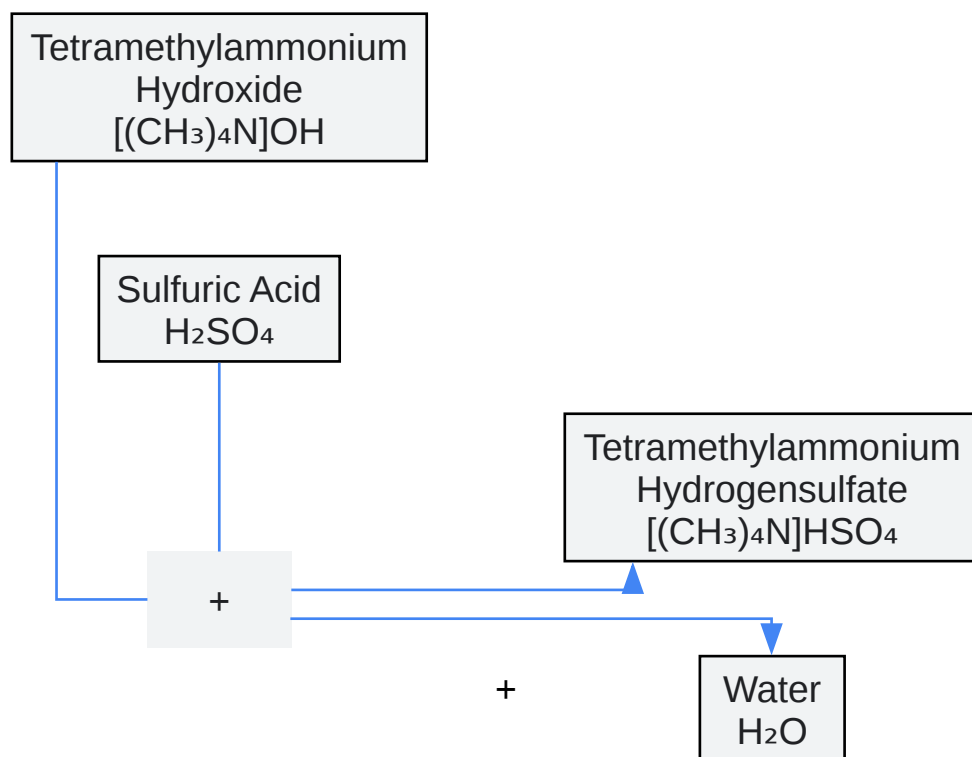 Tetramethylammonium
Hydroxide
[(CH₃)₄N]OH
Sulfuric Acid
H₂SO₄
Tetramethylammonium
Hydrogensulfate
[(CH₃)₄N]HSO₄
+
+
Water
H₂O